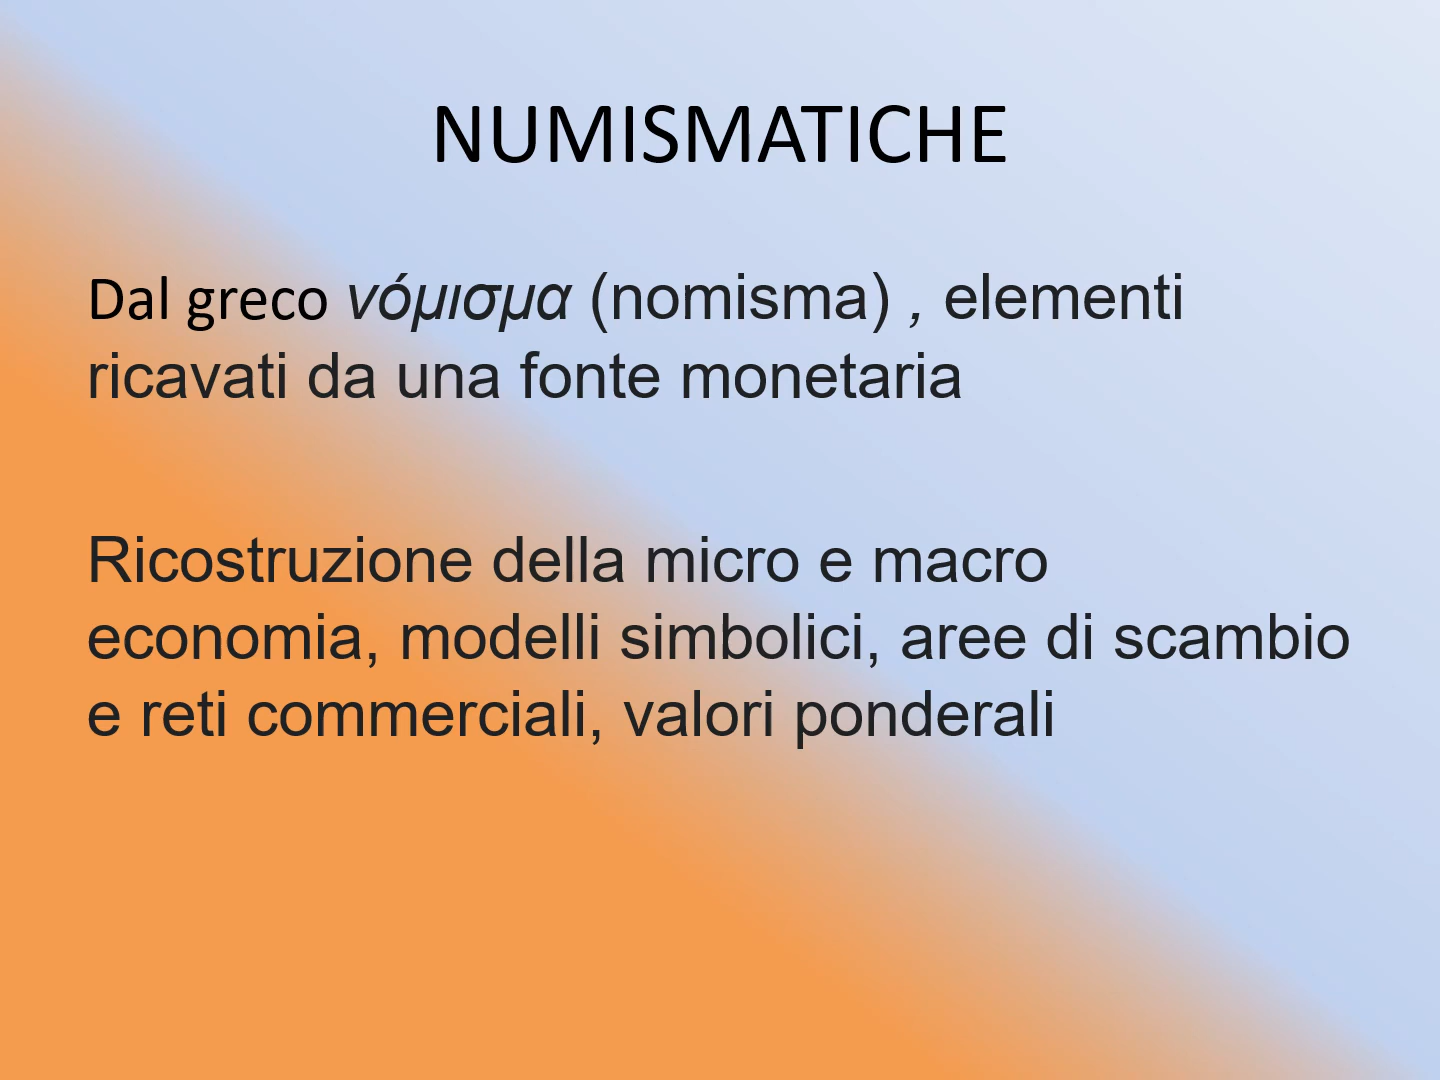 NUMISMATICHE
Dal greco νόμισμα (nomisma) , elementi
ricavati da una fonte monetaria
Ricostruzione della micro e macro
economia, modelli simbolici, aree di scambio
e reti commerciali, valori ponderali